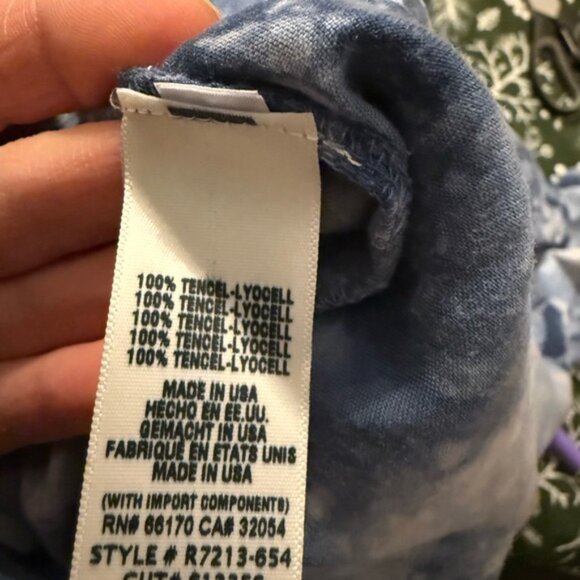 100% TENCEL-LYOCELL
100% TENCEL-LYOCELL
100% TENCEL-LYOCELL
100% TENCEL-LYOCELL
100% TENCEL-LYOCELL
MADE IN USA
HECHO EN EE.UU.
GEMACHT IN USA
FABRIQUÉ EN ETATS UNIS
MADE IN USA
(WITH IMPORT COMPONENTS)
RN# 66170 CA# 32054
STYLE # R7213-654